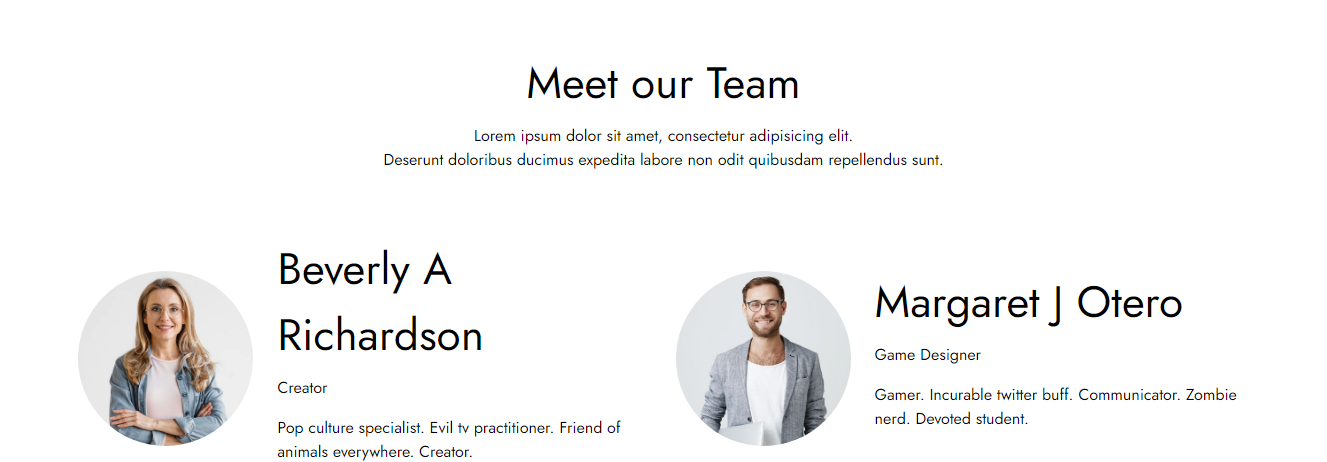 Meet our Team
Lorem ipsum dolor sit amet, consectetur adipisicing elit.
Deserunt doloribus ducimus expedita labore non odit quibusdam repellendus sunt.
Beverly A
Richardson
Creator
Pop culture specialist. Evil tv practitioner. Friend of
animals everywhere. Creator.
Margaret J Otero
Game Designer
Gamer. Incurable twitter buff. Communicator. Zombie
nerd. Devoted student.